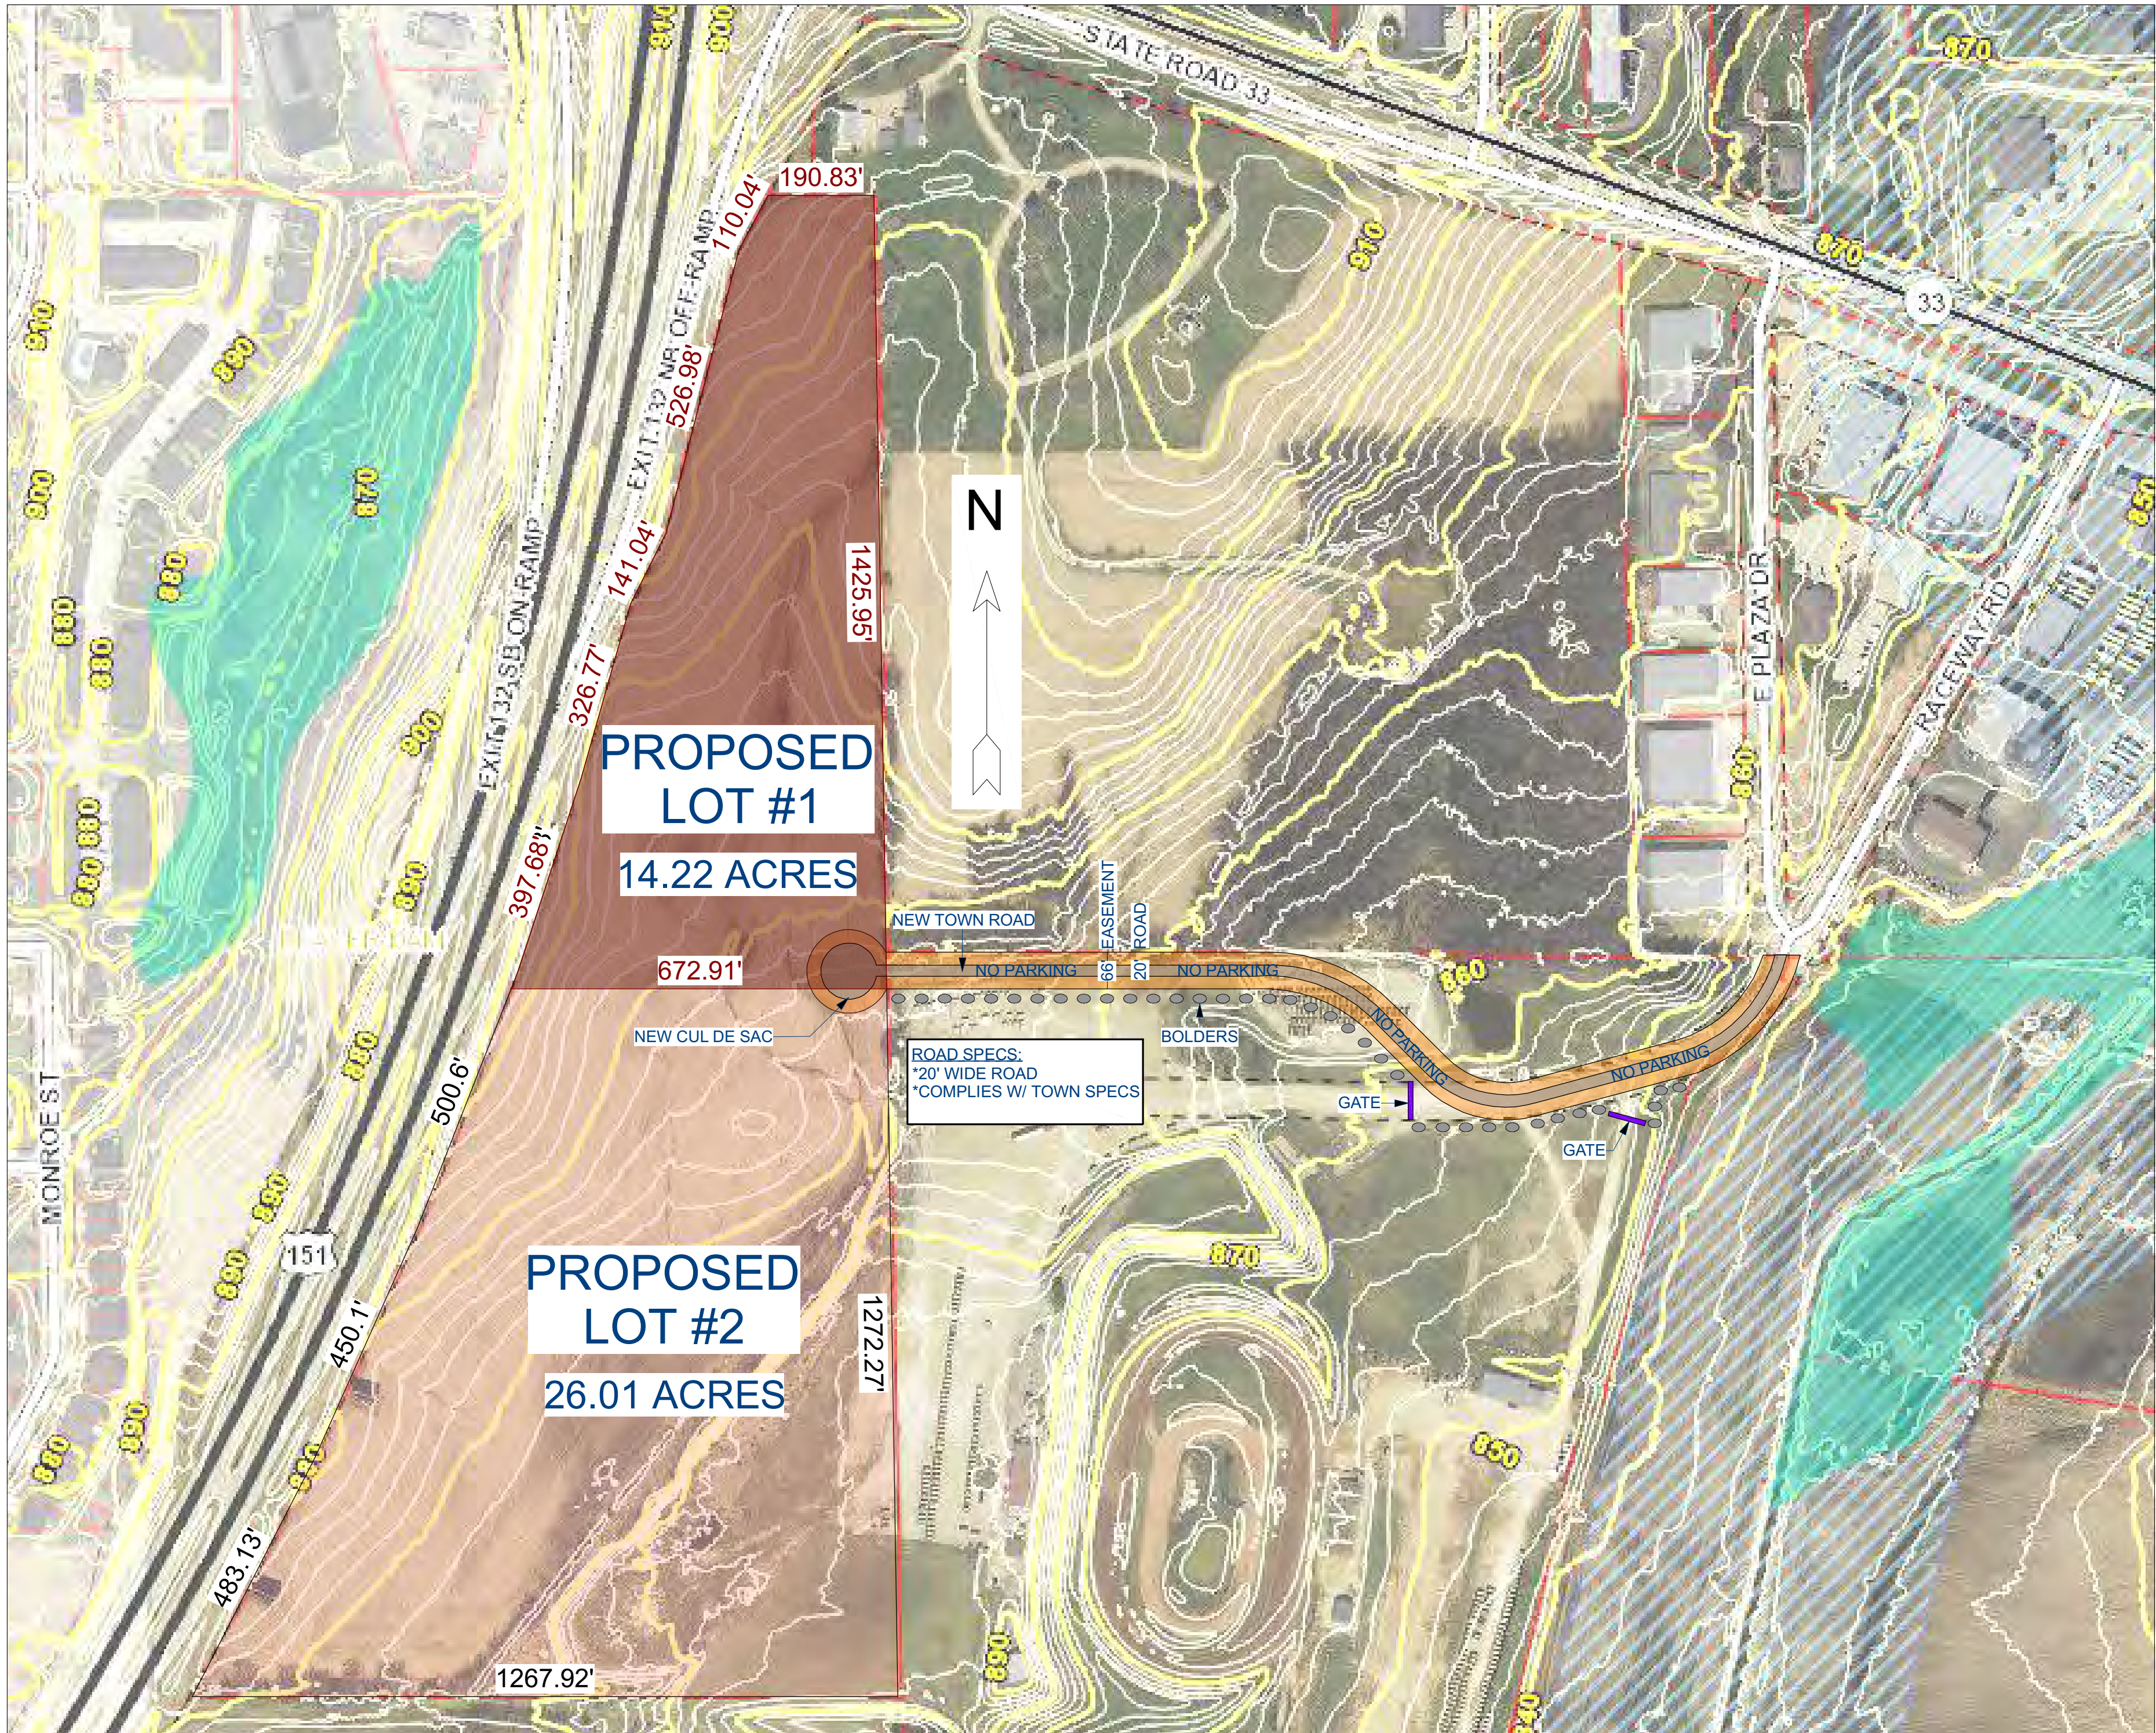 910
900
STATE ROAD 33
870
190.83'
110.04'
EXIT 132 NB OFF RAMP
910
870
33
910
880
526.98'
900
870
850
N
EXIT 132 SB ON RAMP
141.04'
1425.95'
880
880
880
E PLAZA DR
RACEWAY RD
326.77'
900
PROPOSED
LOT #1
14.22 ACRES
860
880
880
880
890
397.68'
NEW TOWN ROAD
66' EASEMENT
20' ROAD
672.91'
NO PARKING
NO PARKING
860
NEW CUL DE SAC
BOLDERS
NO PARKING
NO PARKING
880
500.6'
ROAD SPECS:
*20' WIDE ROAD
*COMPLIES W/ TOWN SPECS
GATE
GATE
MONROE ST
890
151
890
870
PROPOSED
LOT #2
26.01 ACRES
1272.27'
450.1'
890
880
850
483.13'
1267.92'
890
840